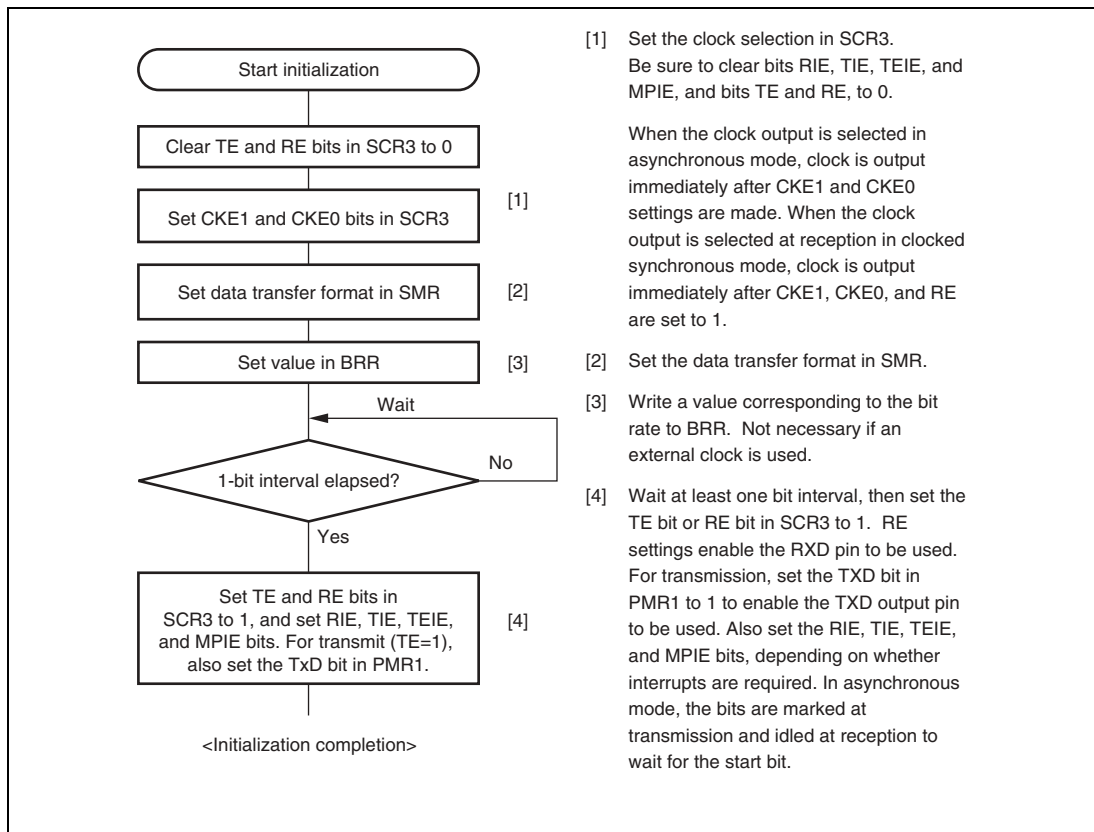 Start initialization
Clear TE and RE bits in SCR3 to 0
Set CKE1 and CKE0 bits in SCR3
[1]
Set data transfer format in SMR
[2]
Set value in BRR
[3]
Wait
1-bit interval elapsed?
No
Yes
Set TE and RE bits in
SCR3 to 1, and set RIE, TIE, TEIE,
and MPIE bits. For transmit (TE=1),
also set the TxD bit in PMR1.
[4]
<Initialization completion>
[1] Set the clock selection in SCR3.
Be sure to clear bits RIE, TIE, TEIE, and
MPIE, and bits TE and RE, to 0.
When the clock output is selected in
asynchronous mode, clock is output
immediately after CKE1 and CKE0
settings are made. When the clock
output is selected at reception in clocked
synchronous mode, clock is output
immediately after CKE1, CKE0, and RE
are set to 1.
[2] Set the data transfer format in SMR.
[3] Write a value corresponding to the bit
rate to BRR. Not necessary if an
external clock is used.
[4] Wait at least one bit interval, then set the
TE bit or RE bit in SCR3 to 1. RE
settings enable the RXD pin to be used.
For transmission, set the TXD bit in
PMR1 to 1 to enable the TXD output pin
to be used. Also set the RIE, TIE, TEIE,
and MPIE bits, depending on whether
interrupts are required. In asynchronous
mode, the bits are marked at
transmission and idled at reception to
wait for the start bit.